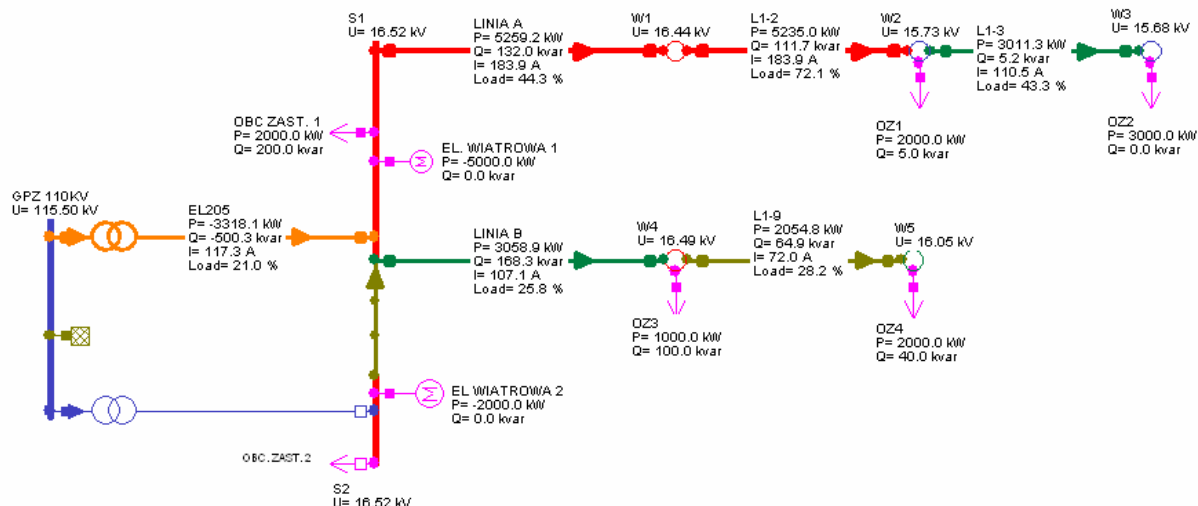 S1
U= 16.52 kV
LINIA A
P= 5259.2 kW
Q= 132.0 kvar
I= 183.9 A
Load= 44.3 %
W1
U= 16.44 kV
L1-2
P= 5235.0 kW
Q= 111.7 kvar
I= 183.9 A
Load= 72.1 %
W2
U= 15.73 kV
L1-3
P= 3011.3 kW
Q= 5.2 kvar
I= 110.5 A
Load= 43.3 %
W3
U= 15.68 kV
OBC ZAST. 1
P= 2000.0 kW
Q= 200.0 kvar
EL. WIATROWA 1
P= -5000.0 kW
Q= 0.0 kvar
M
OZ1
P= 2000.0 kW
Q= 5.0 kvar
OZ2
P= 3000.0 kW
Q= 0.0 kvar
GPZ 110KV
U= 115.50 kV
EL205
P= -3318.1 kW
Q= -500.3 kvar
I= 117.3 A
Load= 21.0 %
LINIA B
P= 3058.9 kW
Q= 168.3 kvar
I= 107.1 A
Load= 25.8 %
W4
U= 16.49 kV
L1-9
P= 2054.8 kW
Q= 64.9 kvar
I= 72.0 A
Load= 28.2 %
W5
U= 16.05 kV
OZ3
P= 1000.0 kW
Q= 100.0 kvar
OZ4
P= 2000.0 kW
Q= 40.0 kvar
M
EL WIATROWA 2
P= -2000.0 kW
Q= 0.0 kvar
OBC.ZAST.2
S2
U= 16.52 kV